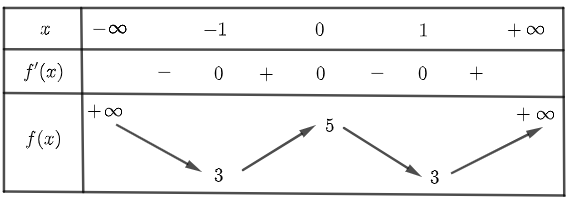 x −∞ −1 0 1 +∞
f′(x) − 0 + 0 − 0 +
+∞ 5 +∞
f(x)
3 3